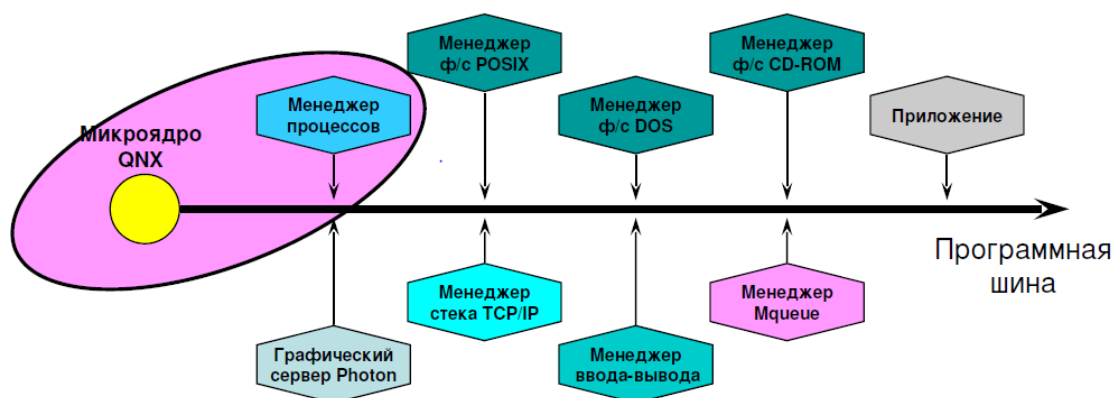 Менеджер
ф/с POSIX
Менеджер
ф/с CD-ROM
Менеджер
процессов
Менеджер
ф/с DOS
Приложение
Микроядро
QNX
Программная
шина
Менеджер
стека TCP/IP
Менеджер
Mqueue
Графический
сервер Photon
Менеджер
ввода-вывода